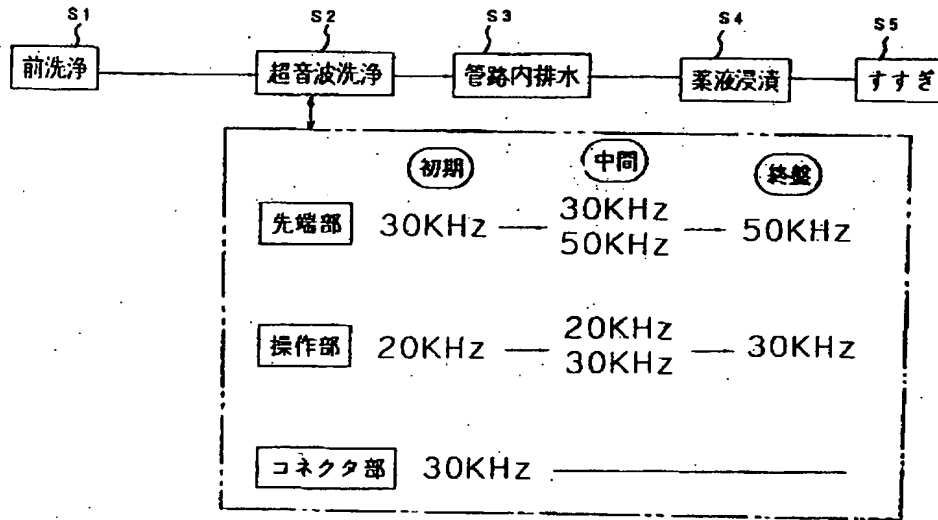 S1 S2 S3 S4 S5
前洗浄 超音波洗浄 管路内排水 薬液浸漬 すすぎ
初期 中間 終盤
先端部 30KHz 30KHz 50KHz 50KHz
操作部 20KHz 20KHz 30KHz 30KHz
コネクタ部 30KHz